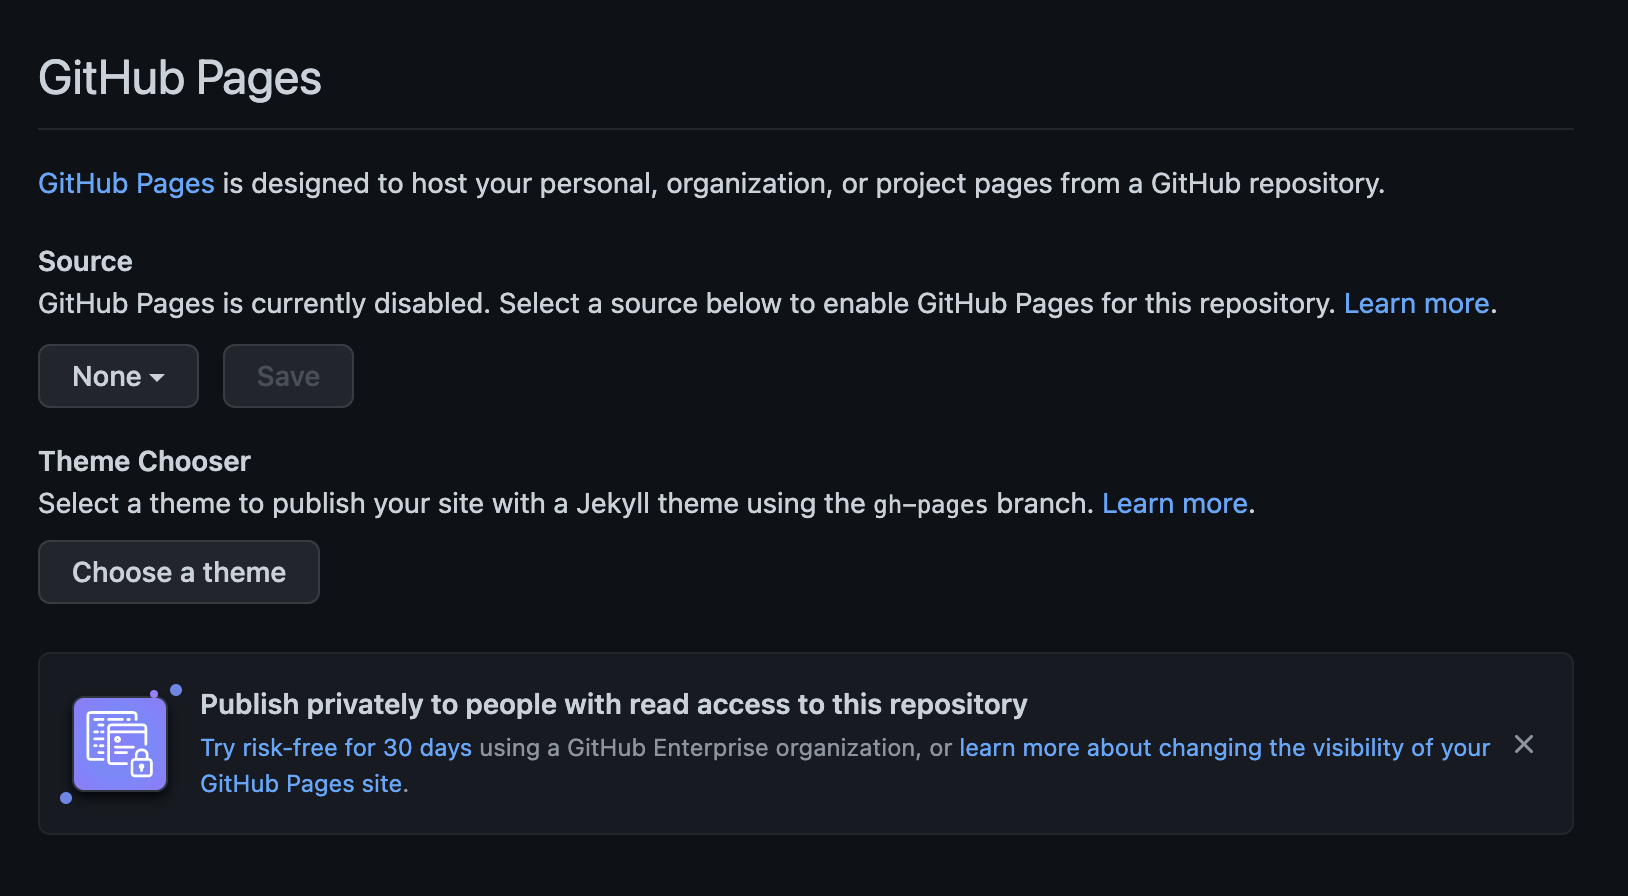 GitHub Pages
GitHub Pages is designed to host your personal, organization, or project pages from a GitHub repository.
Source
GitHub Pages is currently disabled. Select a source below to enable GitHub Pages for this repository. Learn more.
None Save
Theme Chooser
Select a theme to publish your site with a Jekyll theme using the gh-pages branch. Learn more.
Choose a theme
Publish privately to people with read access to this repository
Try risk-free for 30 days using a GitHub Enterprise organization, or learn more about changing the visibility of your
GitHub Pages site.